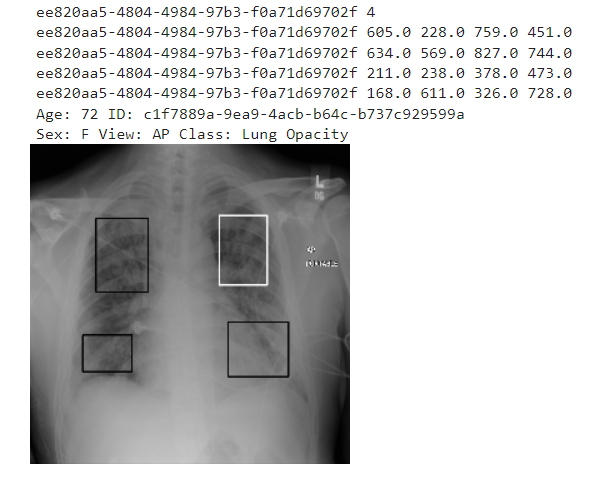 ee820aa5-4804-4984-97b3-f0a71d69702f 4
ee820aa5-4804-4984-97b3-f0a71d69702f 605.0 228.0 759.0 451.0
ee820aa5-4804-4984-97b3-f0a71d69702f 634.0 569.0 827.0 744.0
ee820aa5-4804-4984-97b3-f0a71d69702f 211.0 238.0 378.0 473.0
ee820aa5-4804-4984-97b3-f0a71d69702f 168.0 611.0 326.0 728.0
Age: 72 ID: c1f7889a-9ea9-4acb-b64c-b737c929599a
Sex: F View: AP Class: Lung Opacity
L